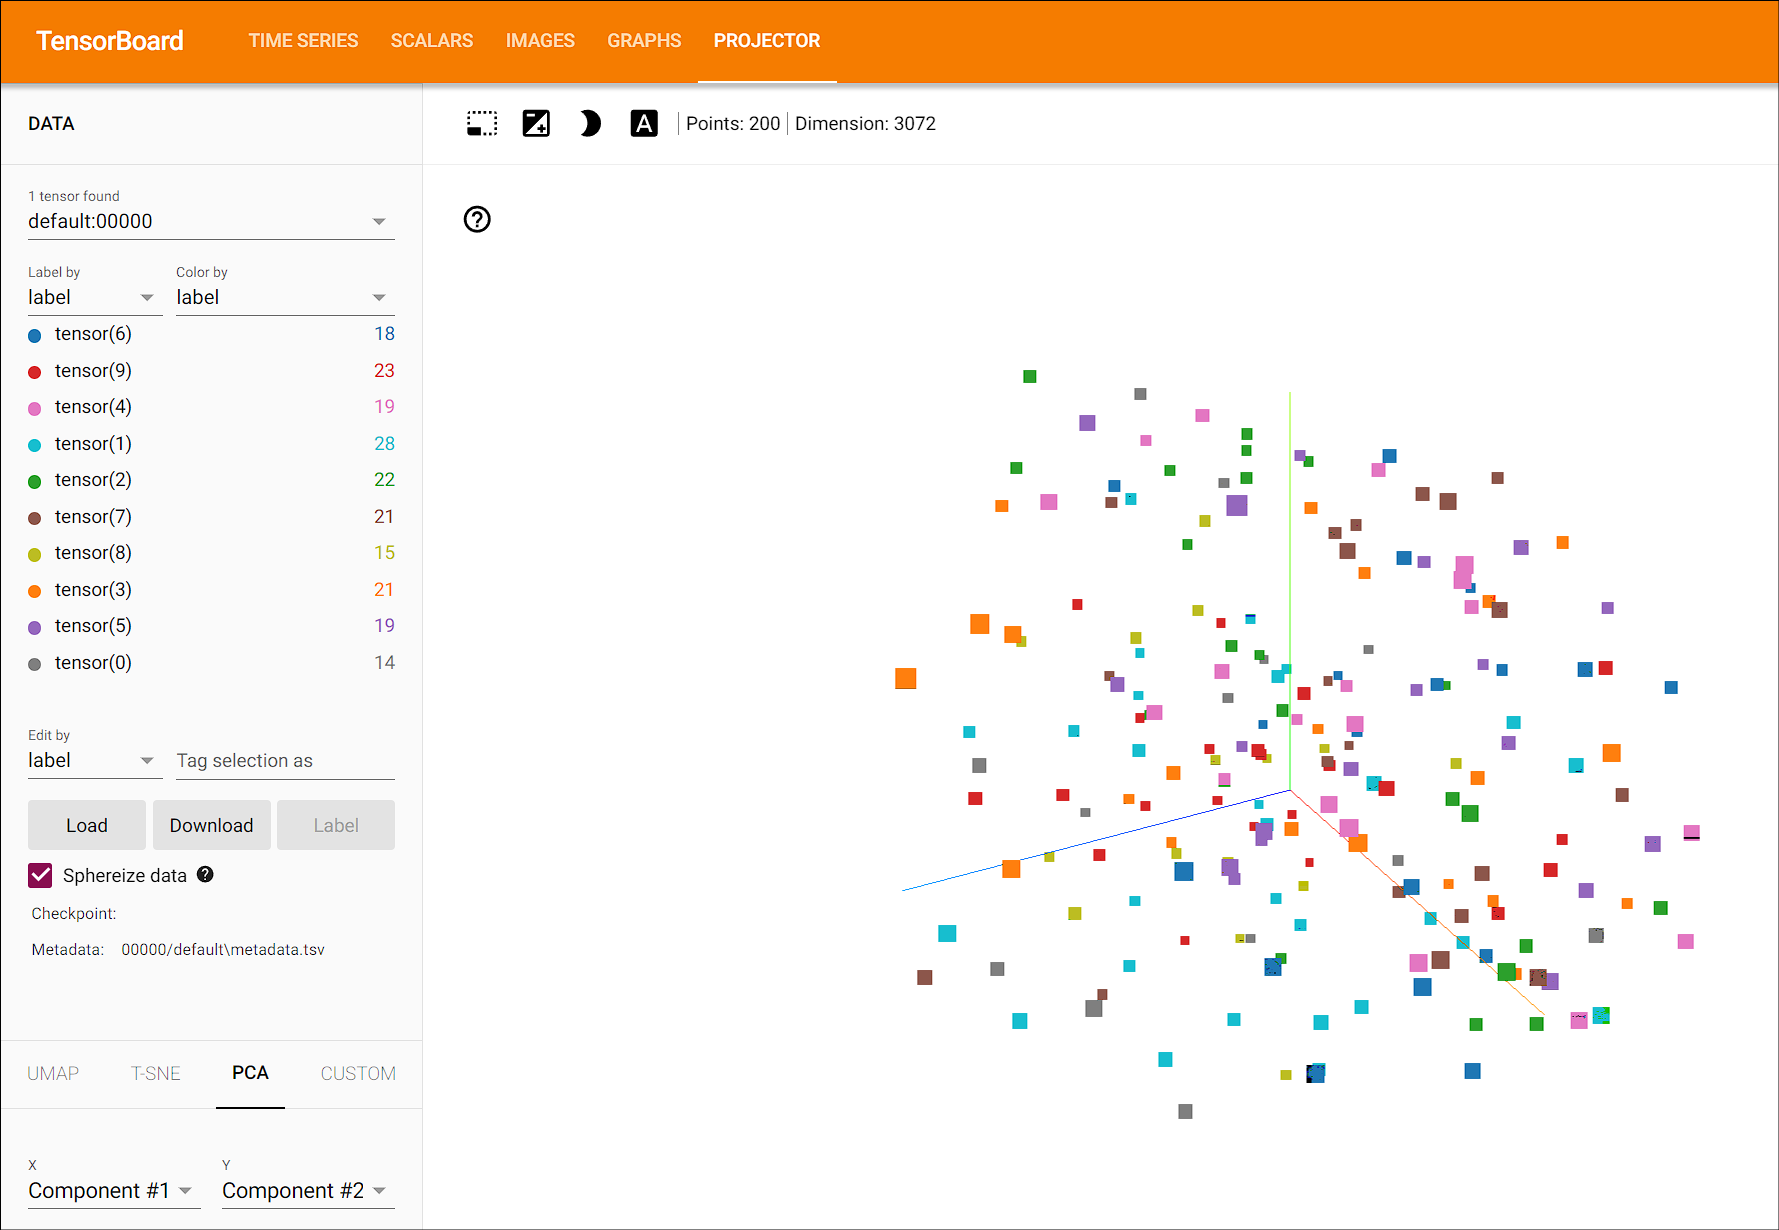 TensorBoard TIME SERIES SCALARS IMAGES GRAPHS PROJECTOR
DATA
A Points: 200 Dimension: 3072
1 tensor found
default:00000
Label by Color by
label label
tensor(6) 18
tensor(9) 23
tensor(4) 19
tensor(1) 28
tensor(2) 22
tensor(7) 21
tensor(8) 15
tensor(3) 21
tensor(5) 19
tensor(0) 14
Edit by
label Tag selection as
Load Download Label
Sphereize data ?
Checkpoint:
Metadata: 00000/default\metadata.tsv
UMAP T-SNE PCA CUSTOM
X Y
Component #1 Component #2
?